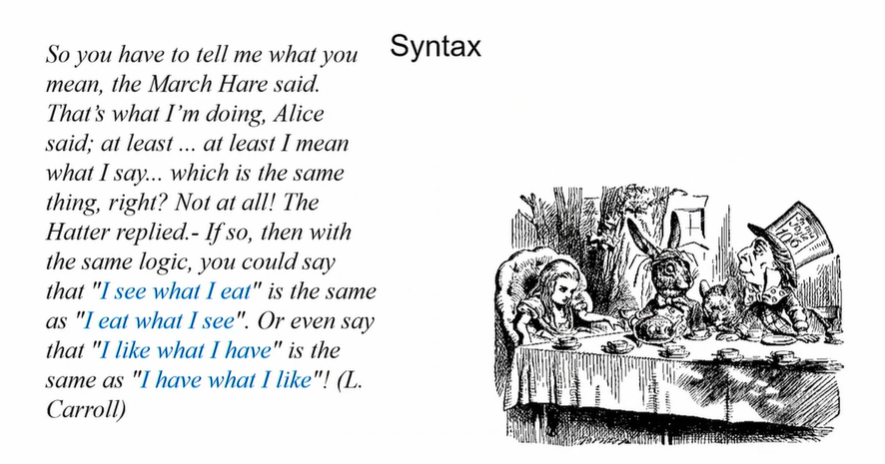 Syntax
So you have to tell me what you
mean, the March Hare said.
That's what I'm doing, Alice
said; at least ... at least I mean
what I say... which is the same
thing, right? Not at all! The
Hatter replied.- If so, then with
the same logic, you could say
that "I see what I eat" is the same
as "I eat what I see". Or even say
that "I like what I have" is the
same as "I have what I like"! (L.
Carroll)
10/6